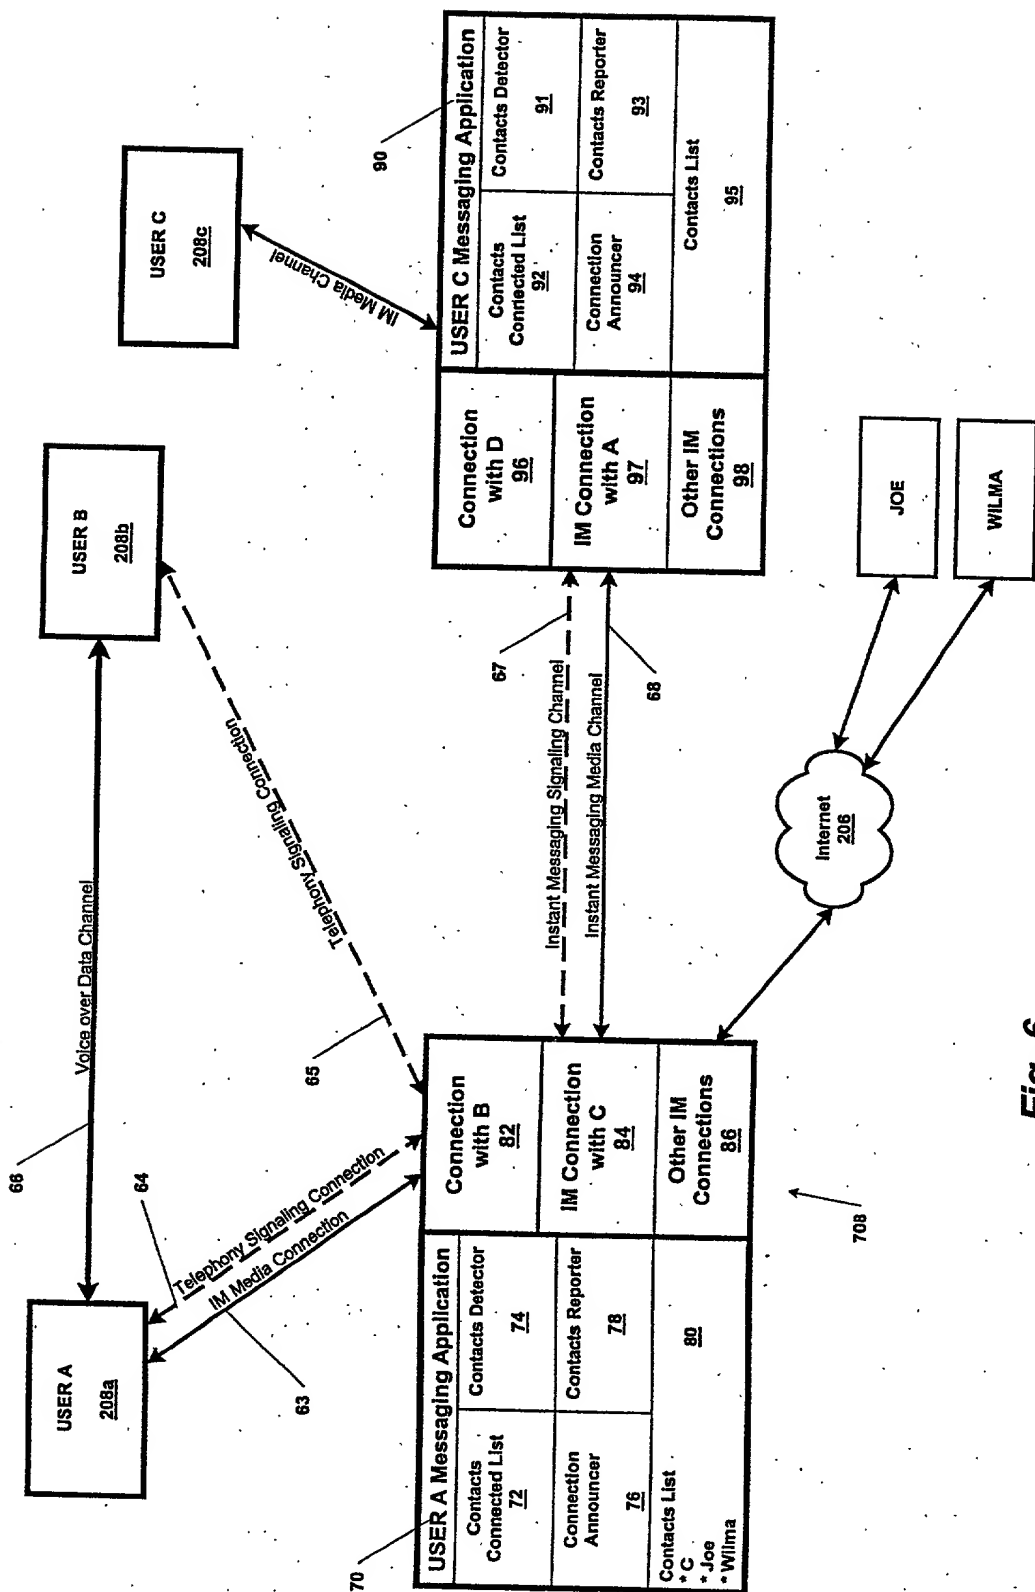 66
Voice over Data Channel
USER A
208a
USER B
208b
USER C
208c
64
Telephony Signaling Connection
IM Media Connection
63
65
Telephony Signaling Connection
IM Media Channel
70
USER A Messaging Application
Contacts
Connected List
72
Contacts Detector
74
Connection
Announcer
76
Contacts Reporter
78
Contacts List
* C
* Joe
* Wilma
80
Connection
with B
82
IM Connection
with C
84
Other IM
Connections
86
708
67
Instant Messaging Signaling Channel
Instant Messaging Media Channel
68
90
USER C Messaging Application
Connection
with D
96
IM Connection
with A
97
Other IM
Connections
98
Contacts
Connected List
92
Contacts Detector
91
Connection
Announcer
94
Contacts Reporter
93
Contacts List
95
Internet
206
JOE
WILMA